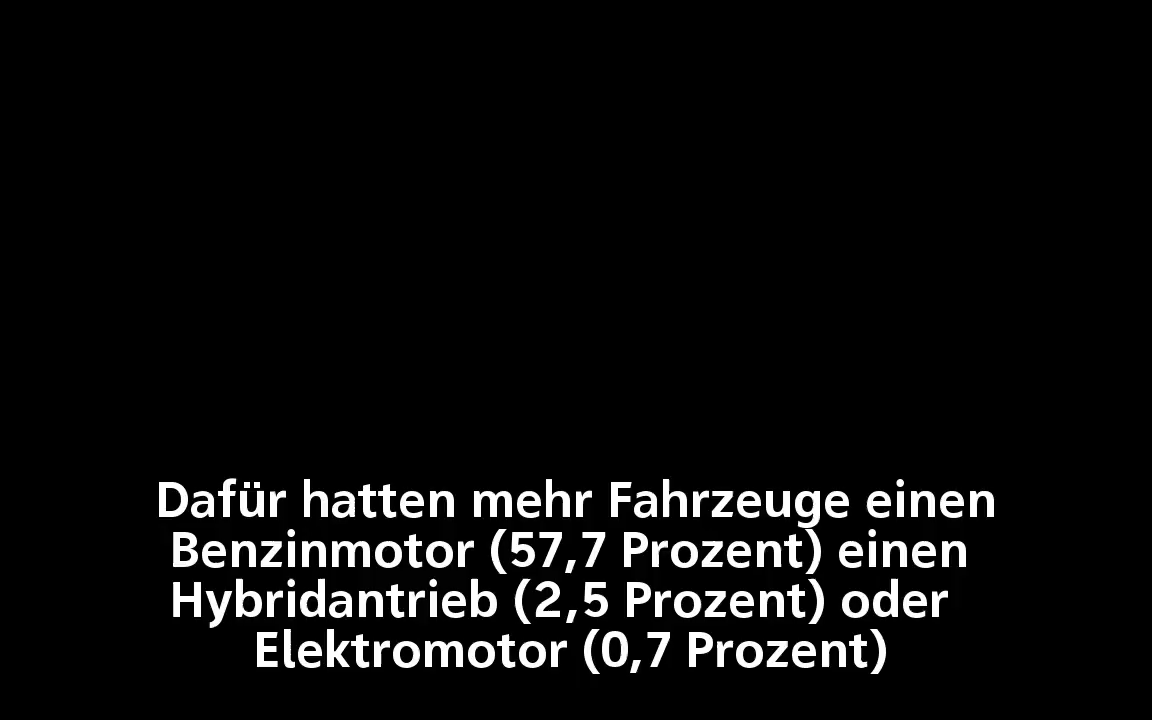 Dafür hatten mehr Fahrzeuge einen
Benzinmotor (57,7 Prozent) einen
Hybridantrieb (2,5 Prozent) oder
Elektromotor (0,7 Prozent)